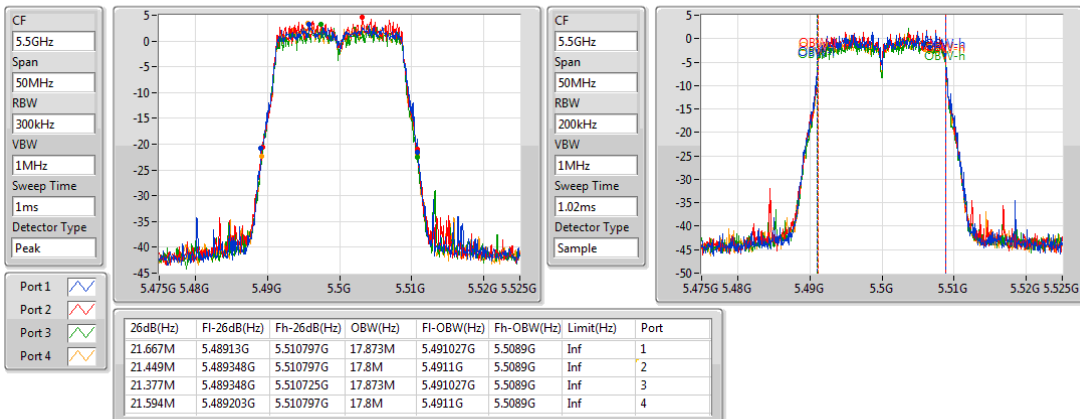 CF
5.5GHz
Span
50MHz
RBW
300kHz
VBW
1MHz
Sweep Time
1ms
Detector Type
Peak
5
0
-5
-10
-15
-20
-25
-30
-35
-40
-45
5.475G 5.48G 5.49G 5.5G 5.51G 5.52G 5.525G
CF
5.5GHz
Span
50MHz
RBW
200kHz
VBW
1MHz
Sweep Time
1.02ms
Detector Type
Sample
5
0
-5
-10
-15
-20
-25
-30
-35
-40
-45
-50
5.475G 5.48G 5.49G 5.5G 5.51G 5.52G 5.525G
OBW-h
Port 1
Port 2
Port 3
Port 4
26dB(Hz) Fl-26dB(Hz) Fh-26dB(Hz) OBW(Hz) Fl-OBW(Hz) Fh-OBW(Hz) Limit(Hz) Port
21.667M 5.48913G 5.510797G 17.873M 5.491027G 5.5089G Inf 1
21.449M 5.489348G 5.510797G 17.8M 5.4911G 5.5089G Inf 2
21.377M 5.489348G 5.510725G 17.873M 5.491027G 5.5089G Inf 3
21.594M 5.489203G 5.510797G 17.8M 5.4911G 5.5089G Inf 4